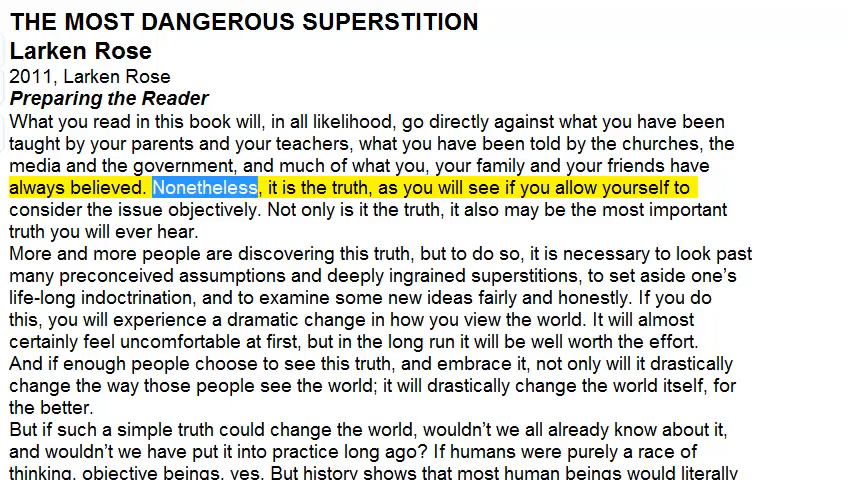 THE MOST DANGEROUS SUPERSTITION
Larken Rose
2011, Larken Rose
Preparing the Reader
What you read in this book will, in all likelihood, go directly against what you have been
taught by your parents and your teachers, what you have been told by the churches, the
media and the government, and much of what you, your family and your friends have
always believed. Nonetheless, it is the truth, as you will see if you allow yourself to
consider the issue objectively. Not only is it the truth, it also may be the most important
truth you will ever hear.
More and more people are discovering this truth, but to do so, it is necessary to look past
many preconceived assumptions and deeply ingrained superstitions, to set aside one’s
life-long indoctrination, and to examine some new ideas fairly and honestly. If you do
this, you will experience a dramatic change in how you view the world. It will almost
certainly feel uncomfortable at first, but in the long run it will be well worth the effort.
And if enough people choose to see this truth, and embrace it, not only will it drastically
change the way those people see the world; it will drastically change the world itself, for
the better.
But if such a simple truth could change the world, wouldn’t we all already know about it,
and wouldn’t we have put it into practice long ago? If humans were purely a race of
thinking, objective beings, yes. But history shows that most human beings would literally